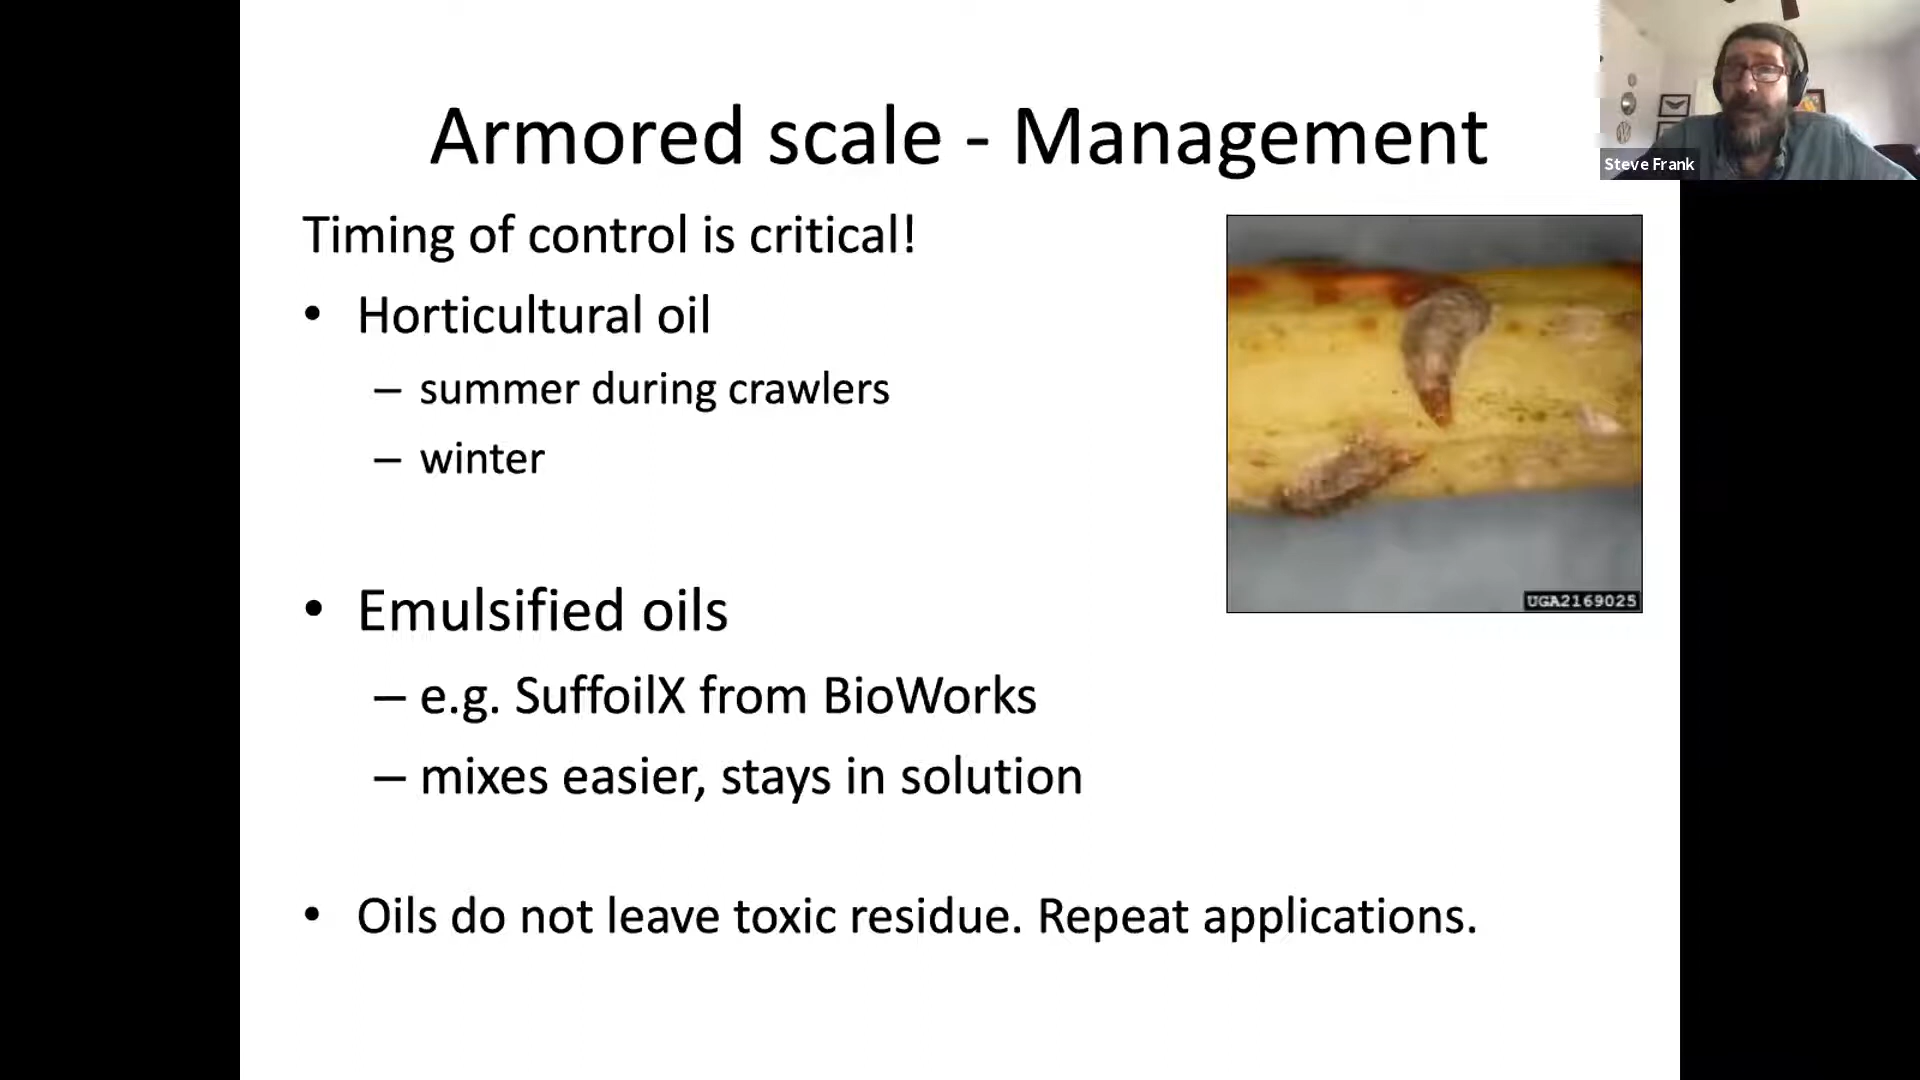 Armored scale - Management
Steve Frank
Timing of control is critical!
• Horticultural oil
– summer during crawlers
– winter
• Emulsified oils
– e.g. SuffoilX from BioWorks
– mixes easier, stays in solution
• Oils do not leave toxic residue. Repeat applications.
UGA2169025